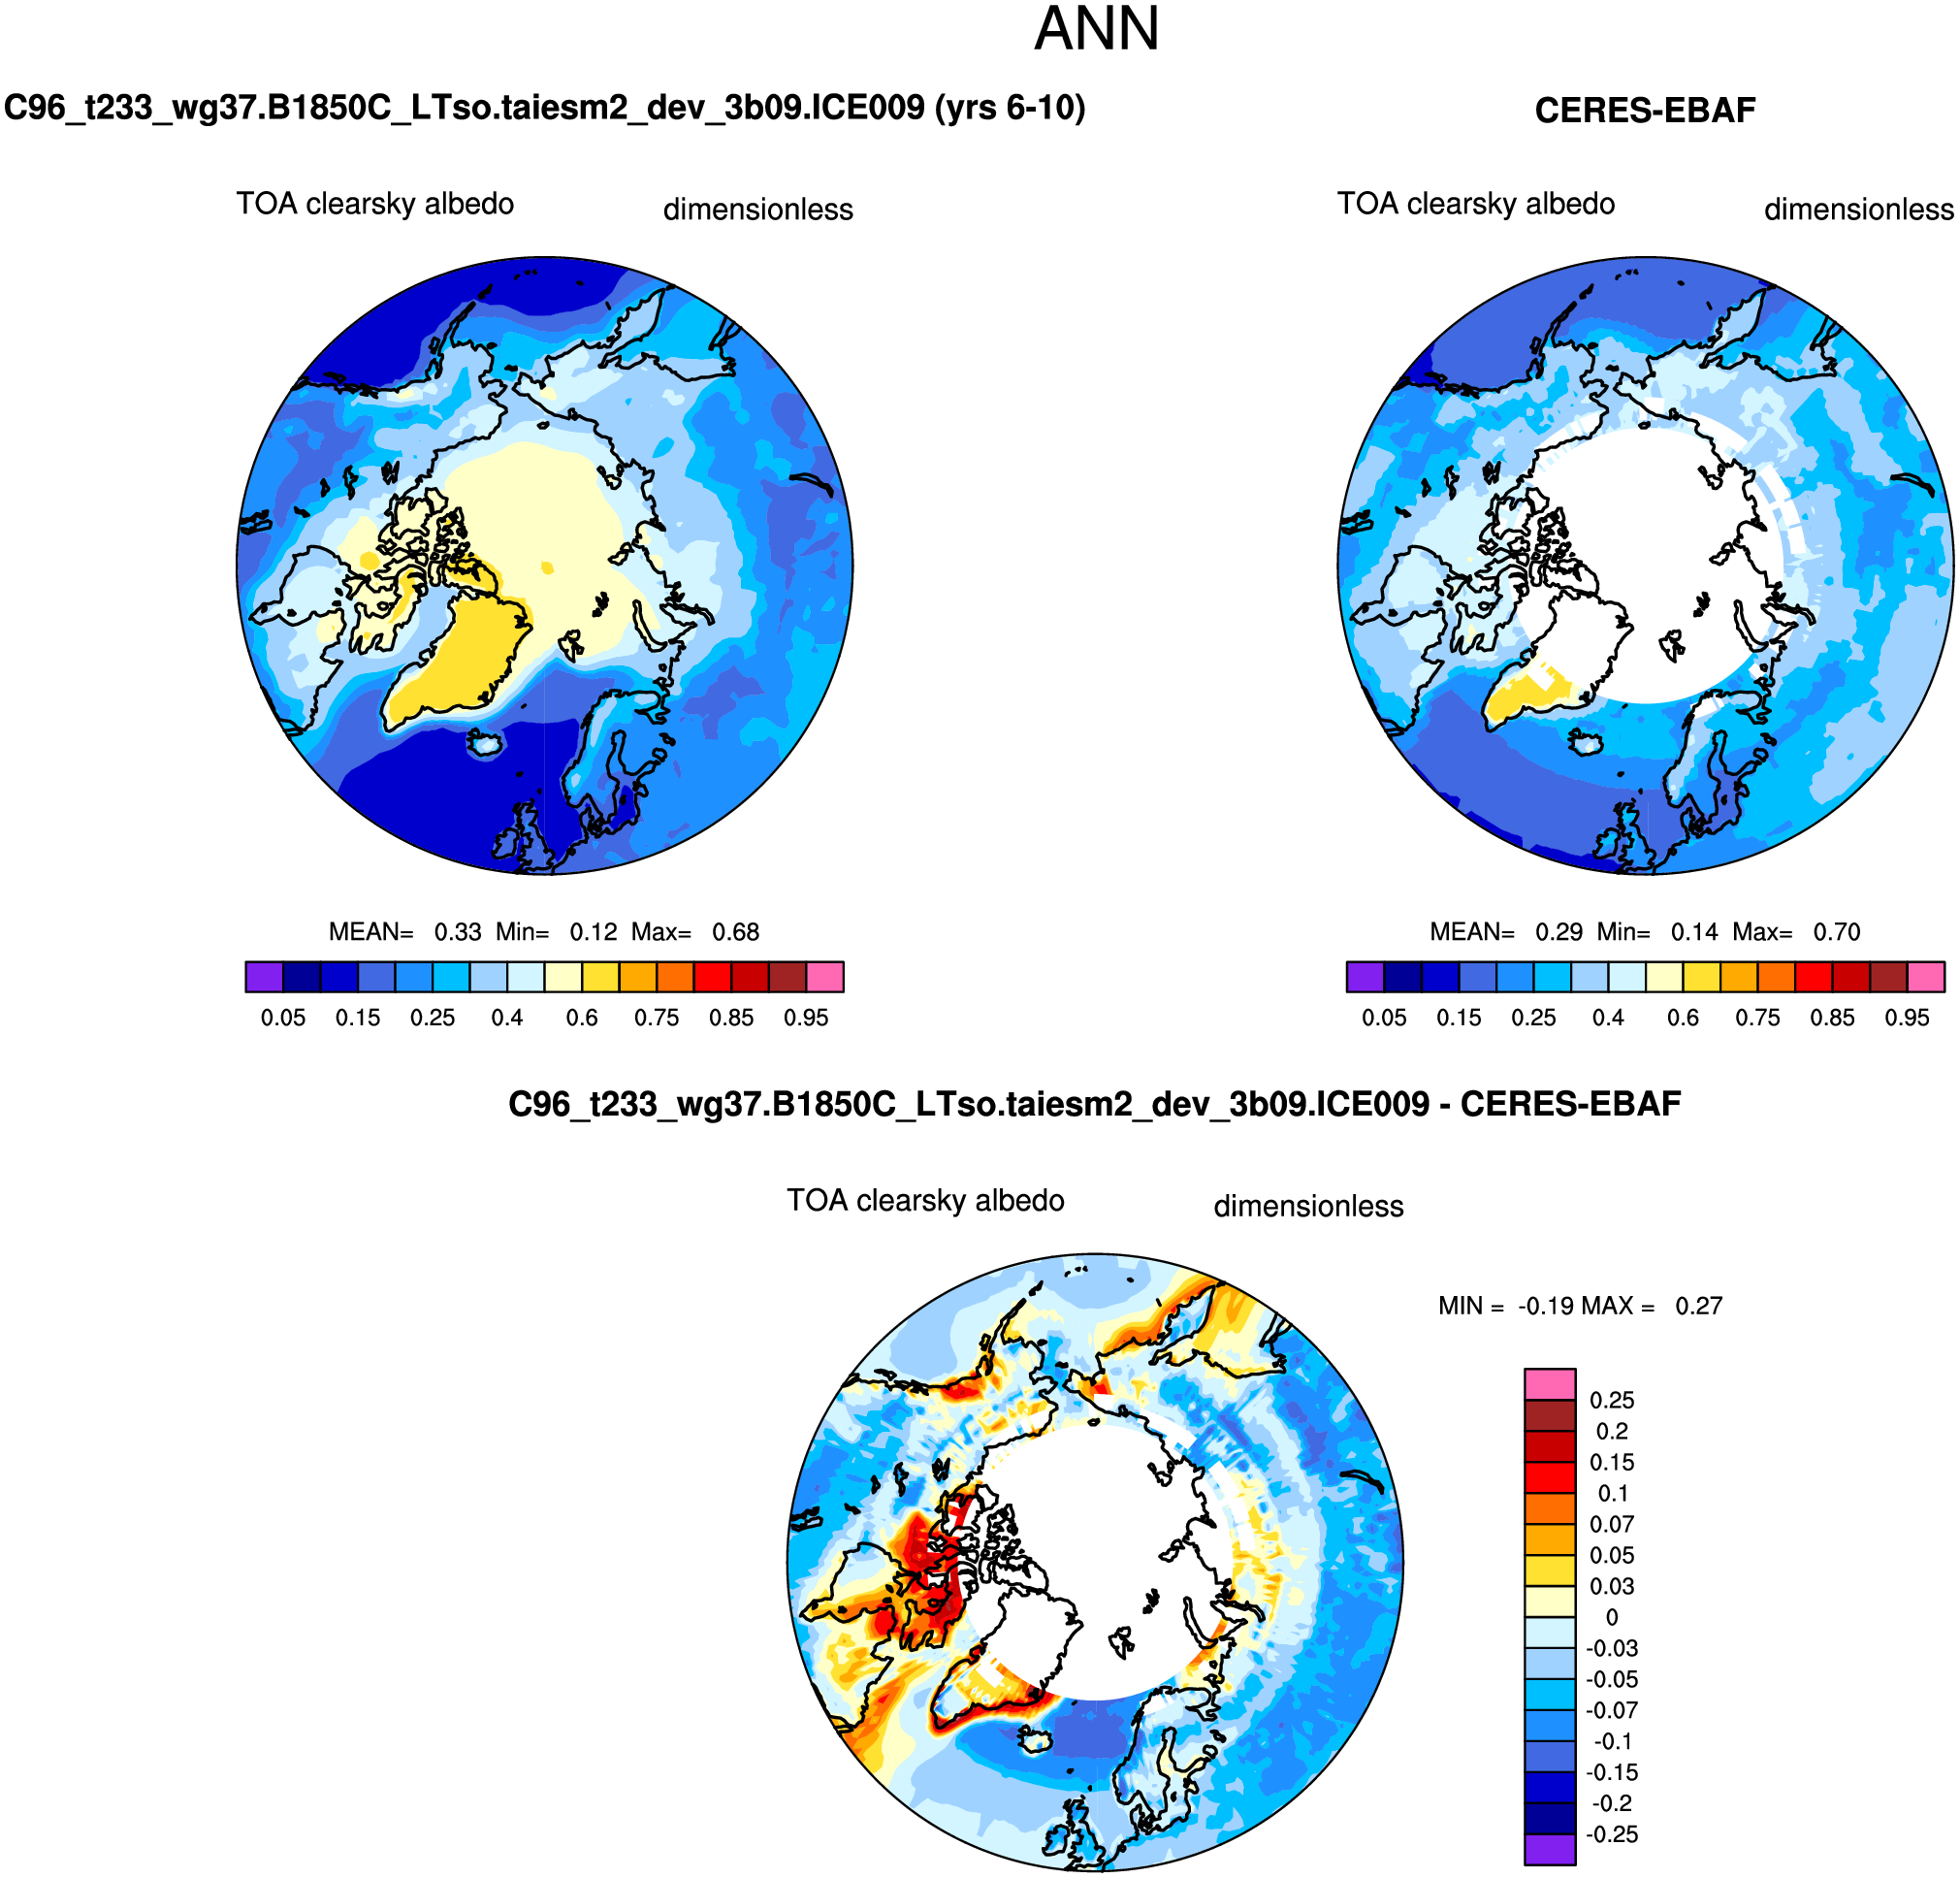 ANN
C96_t233_wg37.B1850C_LTso.taiesm2_dev_3b09.ICE009 (yrs 6-10)
CERES-EBAF
TOA clearsky albedo dimensionless
TOA clearsky albedo dimensionless
MEAN= 0.33 Min= 0.12 Max= 0.68
MEAN= 0.29 Min= 0.14 Max= 0.70
0.05 0.15 0.25 0.4 0.6 0.75 0.85 0.95
0.05 0.15 0.25 0.4 0.6 0.75 0.85 0.95
C96_t233_wg37.B1850C_LTso.taiesm2_dev_3b09.ICE009 - CERES-EBAF
TOA clearsky albedo dimensionless
MIN = -0.19 MAX = 0.27
0.25
0.2
0.15
0.1
0.07
0.05
0.03
0
-0.03
-0.05
-0.07
-0.1
-0.15
-0.2
-0.25